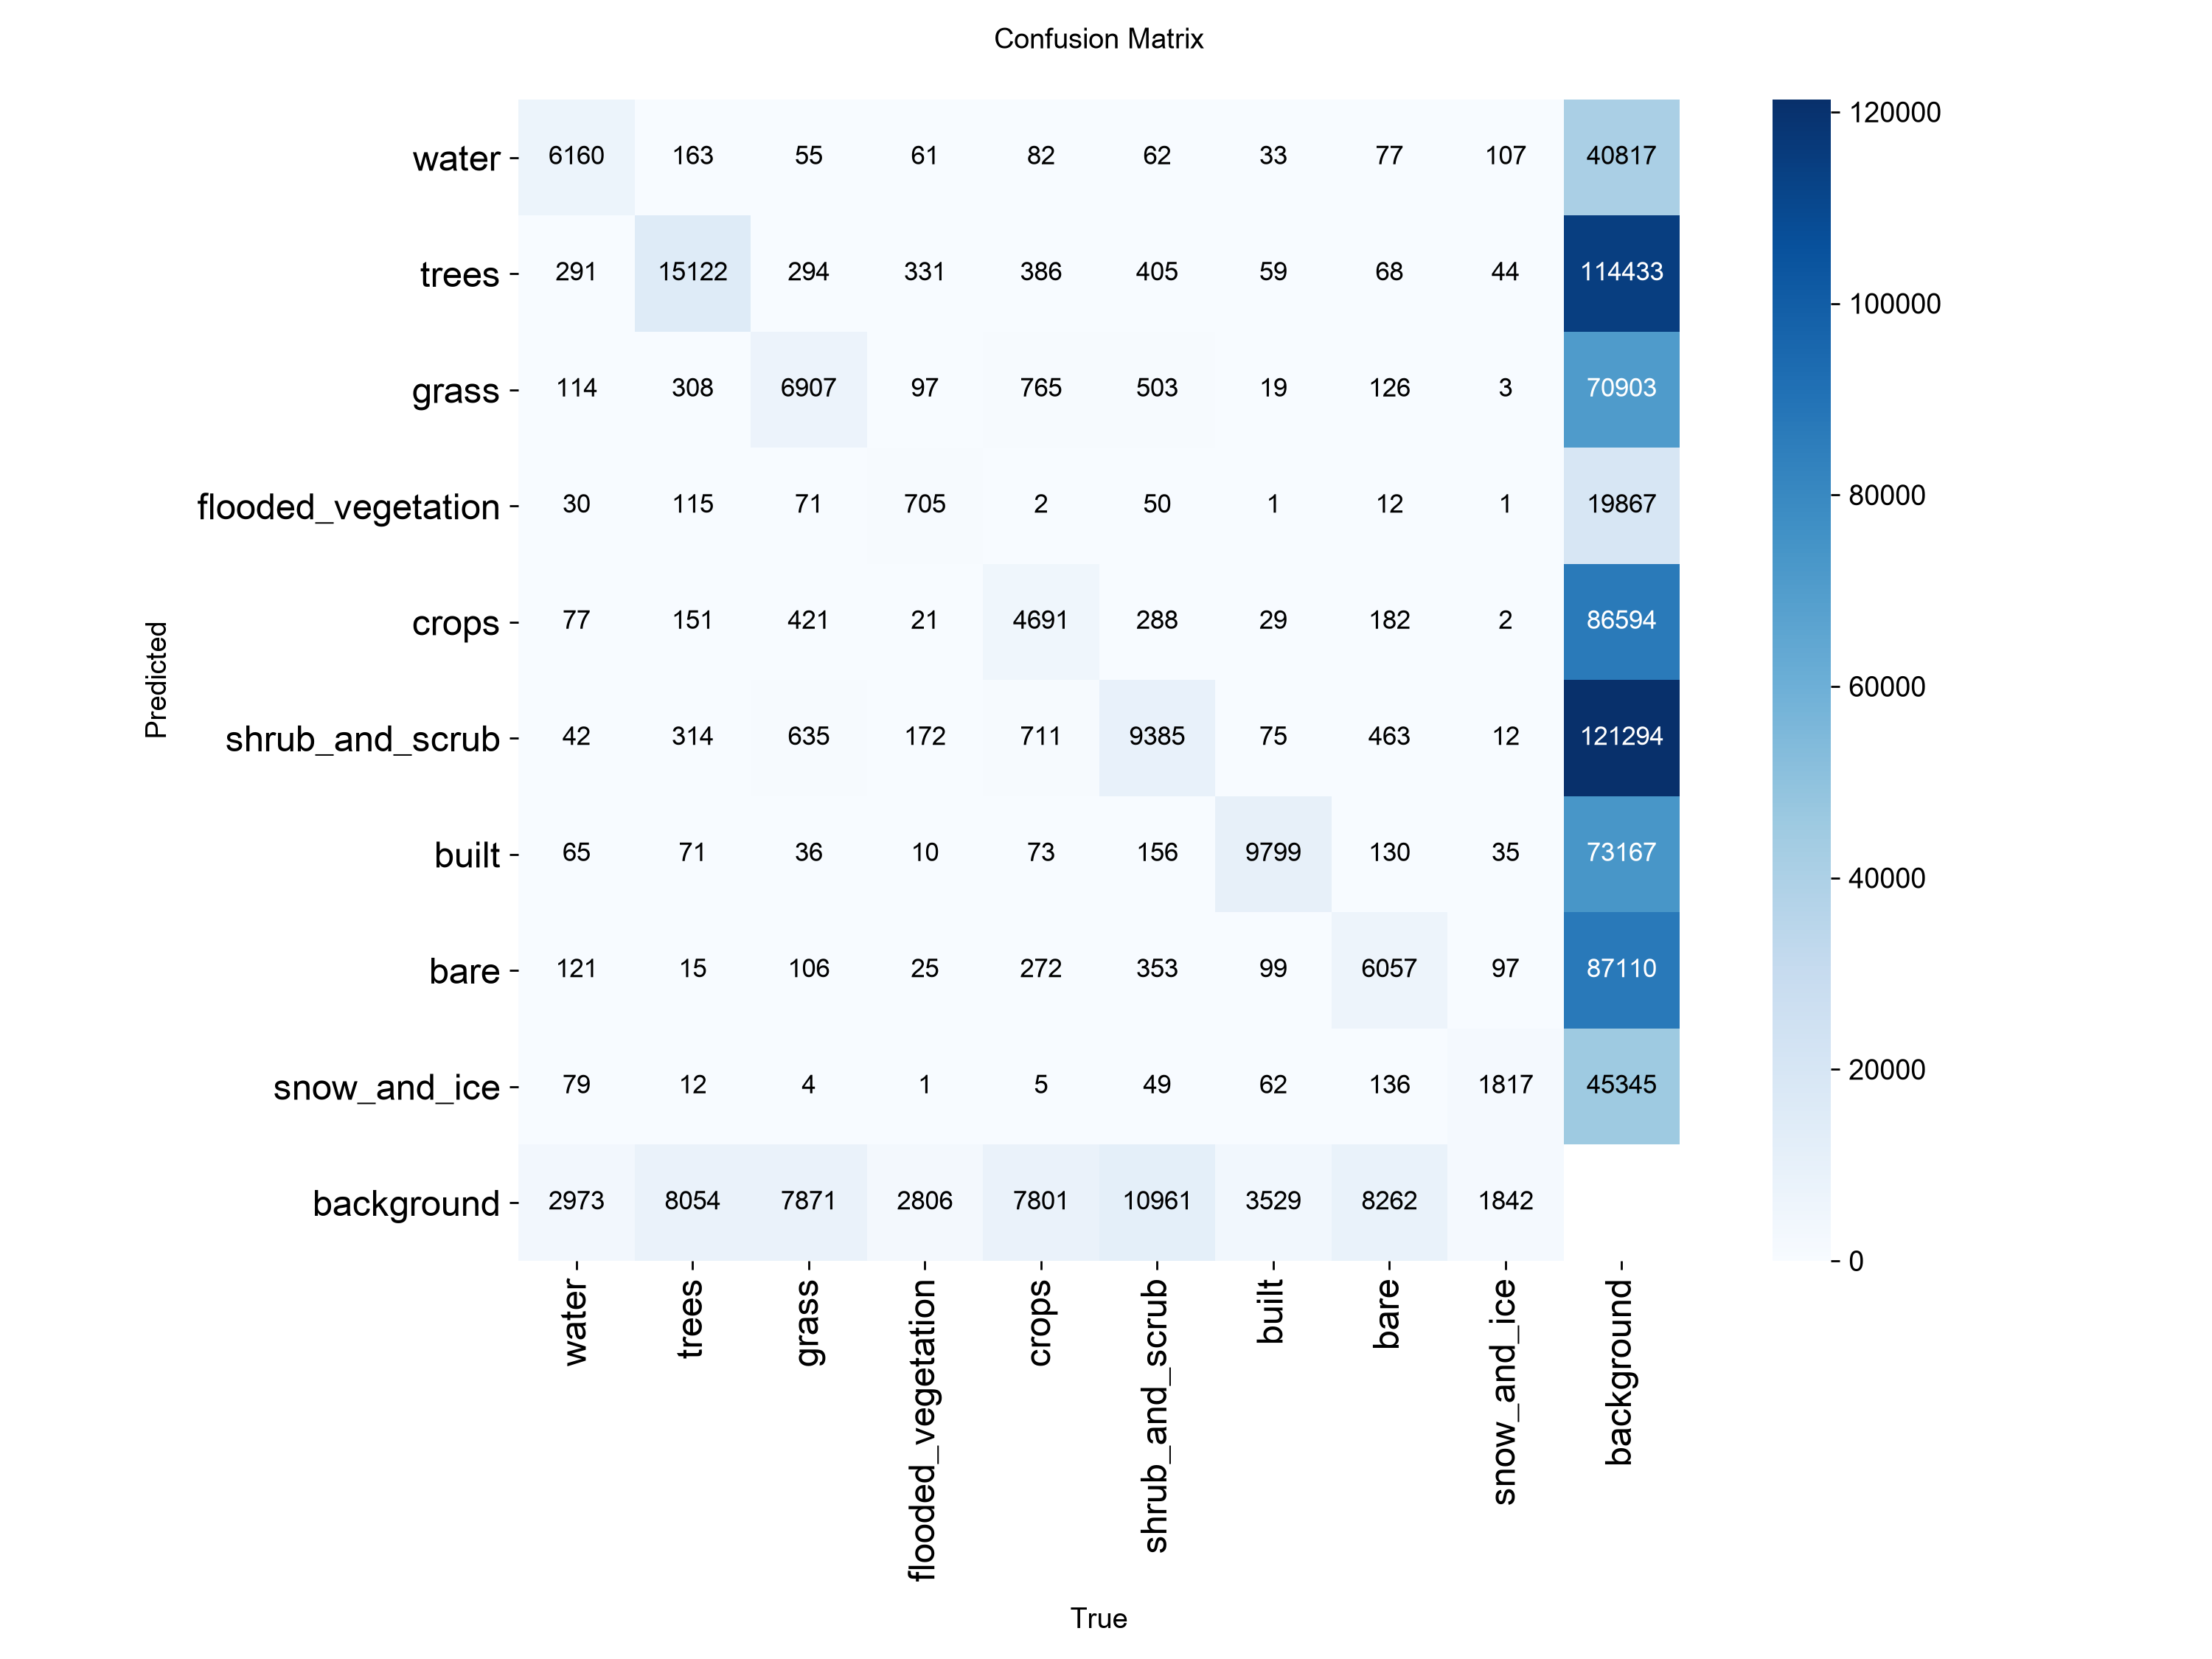 Confusion Matrix
water 6160 163 55 61 82 62 33 77 107 40817
trees 291 15122 294 331 386 405 59 68 44 114433
grass 114 308 6907 97 765 503 19 126 3 70903
flooded_vegetation 30 115 71 705 2 50 1 12 1 19867
crops 77 151 421 21 4691 288 29 182 2 86594
shrub_and_scrub 42 314 635 172 711 9385 75 463 12 121294
built 65 71 36 10 73 156 9799 130 35 73167
bare 121 15 106 25 272 353 99 6057 97 87110
snow_and_ice 79 12 4 1 5 49 62 136 1817 45345
background 2973 8054 7871 2806 7801 10961 3529 8262 1842
water trees grass flooded_vegetation crops shrub_and_scrub built bare snow_and_ice background
True
Predicted
120000
100000
80000
60000
40000
20000
0